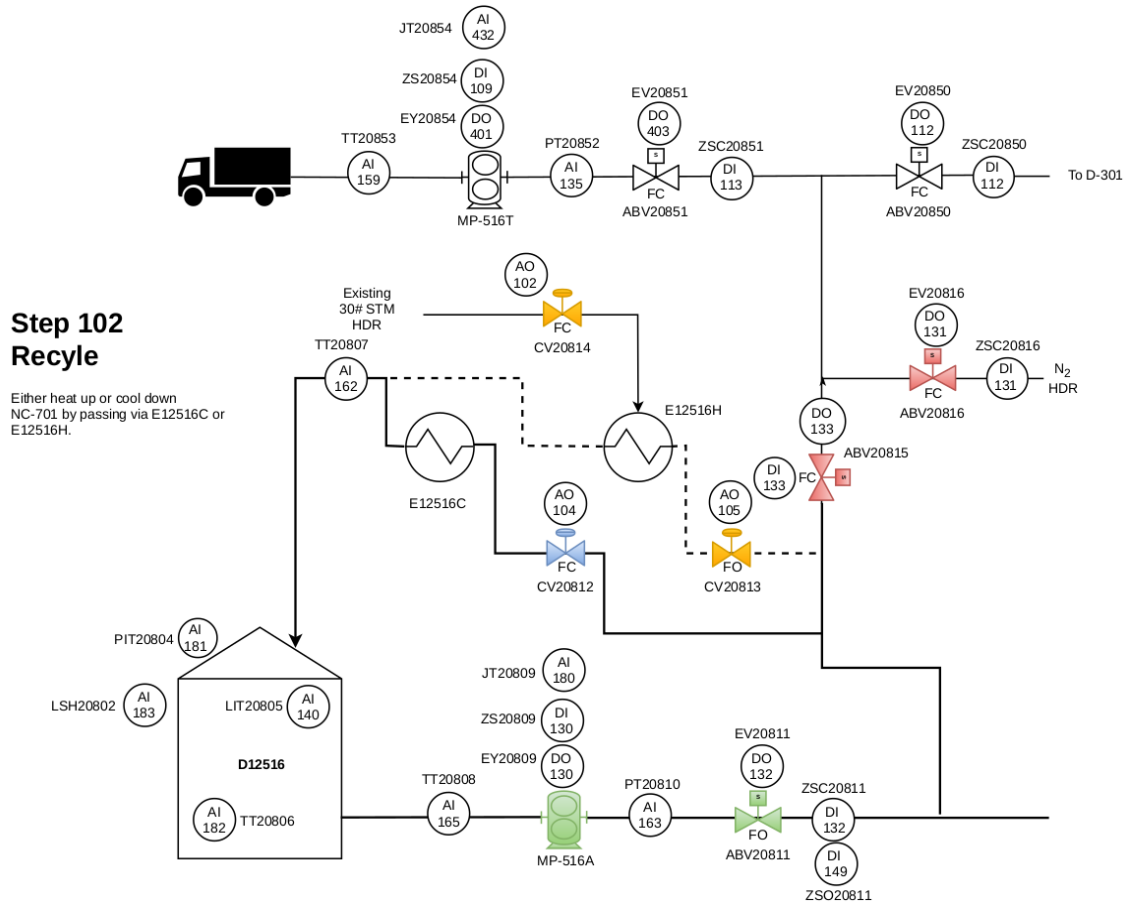 JT20854
AI
432
ZS20854
DI
109
EY20854
DO
401
TT20853
AI
159
MP-516T
PT20852
AI
135
EV20851
DO
403
S
FC
ABV20851
ZSC20851
DI
113
EV20850
DO
112
S
FC
ABV20850
ZSC20850
DI
112
To D-301
Step 102
Recyle
Either heat up or cool down
NC-701 by passing via E12516C or
E12516H.
Existing
30# STM
HDR
AO
102
FC
CV20814
TT20807
AI
162
E12516C
E12516H
EV20816
DO
131
S
FC
ABV20816
ZSC20816
DI
131
N2
HDR
DO
133
ABV20815
DI
133
FC
S
AO
104
FC
CV20812
AO
105
FO
CV20813
PIT20804
AI
181
LSH20802
AI
183
LIT20805
AI
140
D12516
AI
182
TT20806
TT20808
AI
165
JT20809
AI
180
ZS20809
DI
130
EY20809
DO
130
MP-516A
PT20810
AI
163
EV20811
DO
132
S
FO
ABV20811
ZSC20811
DI
132
DI
149
ZSO20811